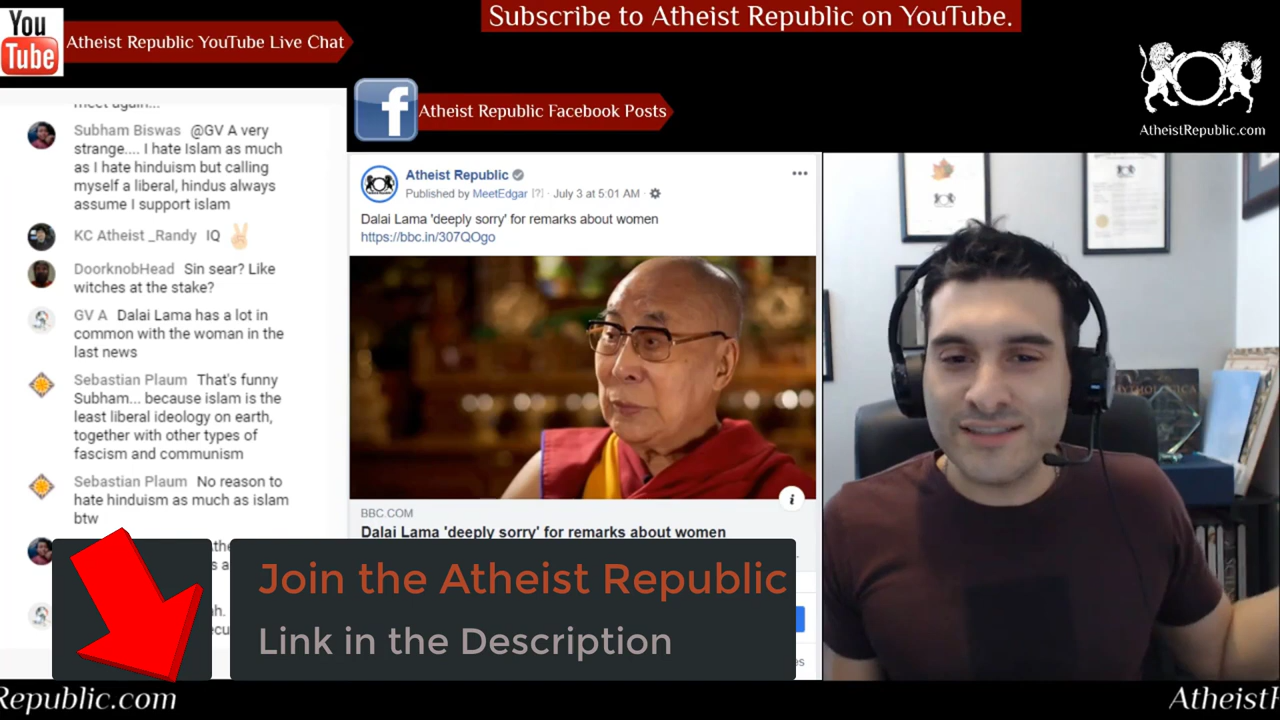 Subscribe to Atheist Republic on YouTube.
You
Tube
Atheist Republic YouTube Live Chat
AtheistRepublic.com
f
Atheist Republic Facebook Posts
meet again...
Subham Biswas @GV A very
strange.... I hate Islam as much
as I hate hinduism but calling
myself a liberal, hindus always
assume I support islam
KC Atheist _Randy IQ ✌
DoorknobHead Sin sear? Like
witches at the stake?
GV A Dalai Lama has a lot in
common with the woman in the
last news
Sebastian Plaum That's funny
Subham... because islam is the
least liberal ideology on earth,
together with other types of
fascism and communism
Sebastian Plaum No reason to
hate hinduism as much as islam
btw
Atheist Republic
Published by MeetEdgar [?] · July 3 at 5:01 AM ·
Dalai Lama 'deeply sorry' for remarks about women
https://bbc.in/307QOgo
i
BBC.COM
Dalai Lama 'deeply sorry' for remarks about women
MYTHOLOGICA
Join the Atheist Republic
Link in the Description
Republic.com